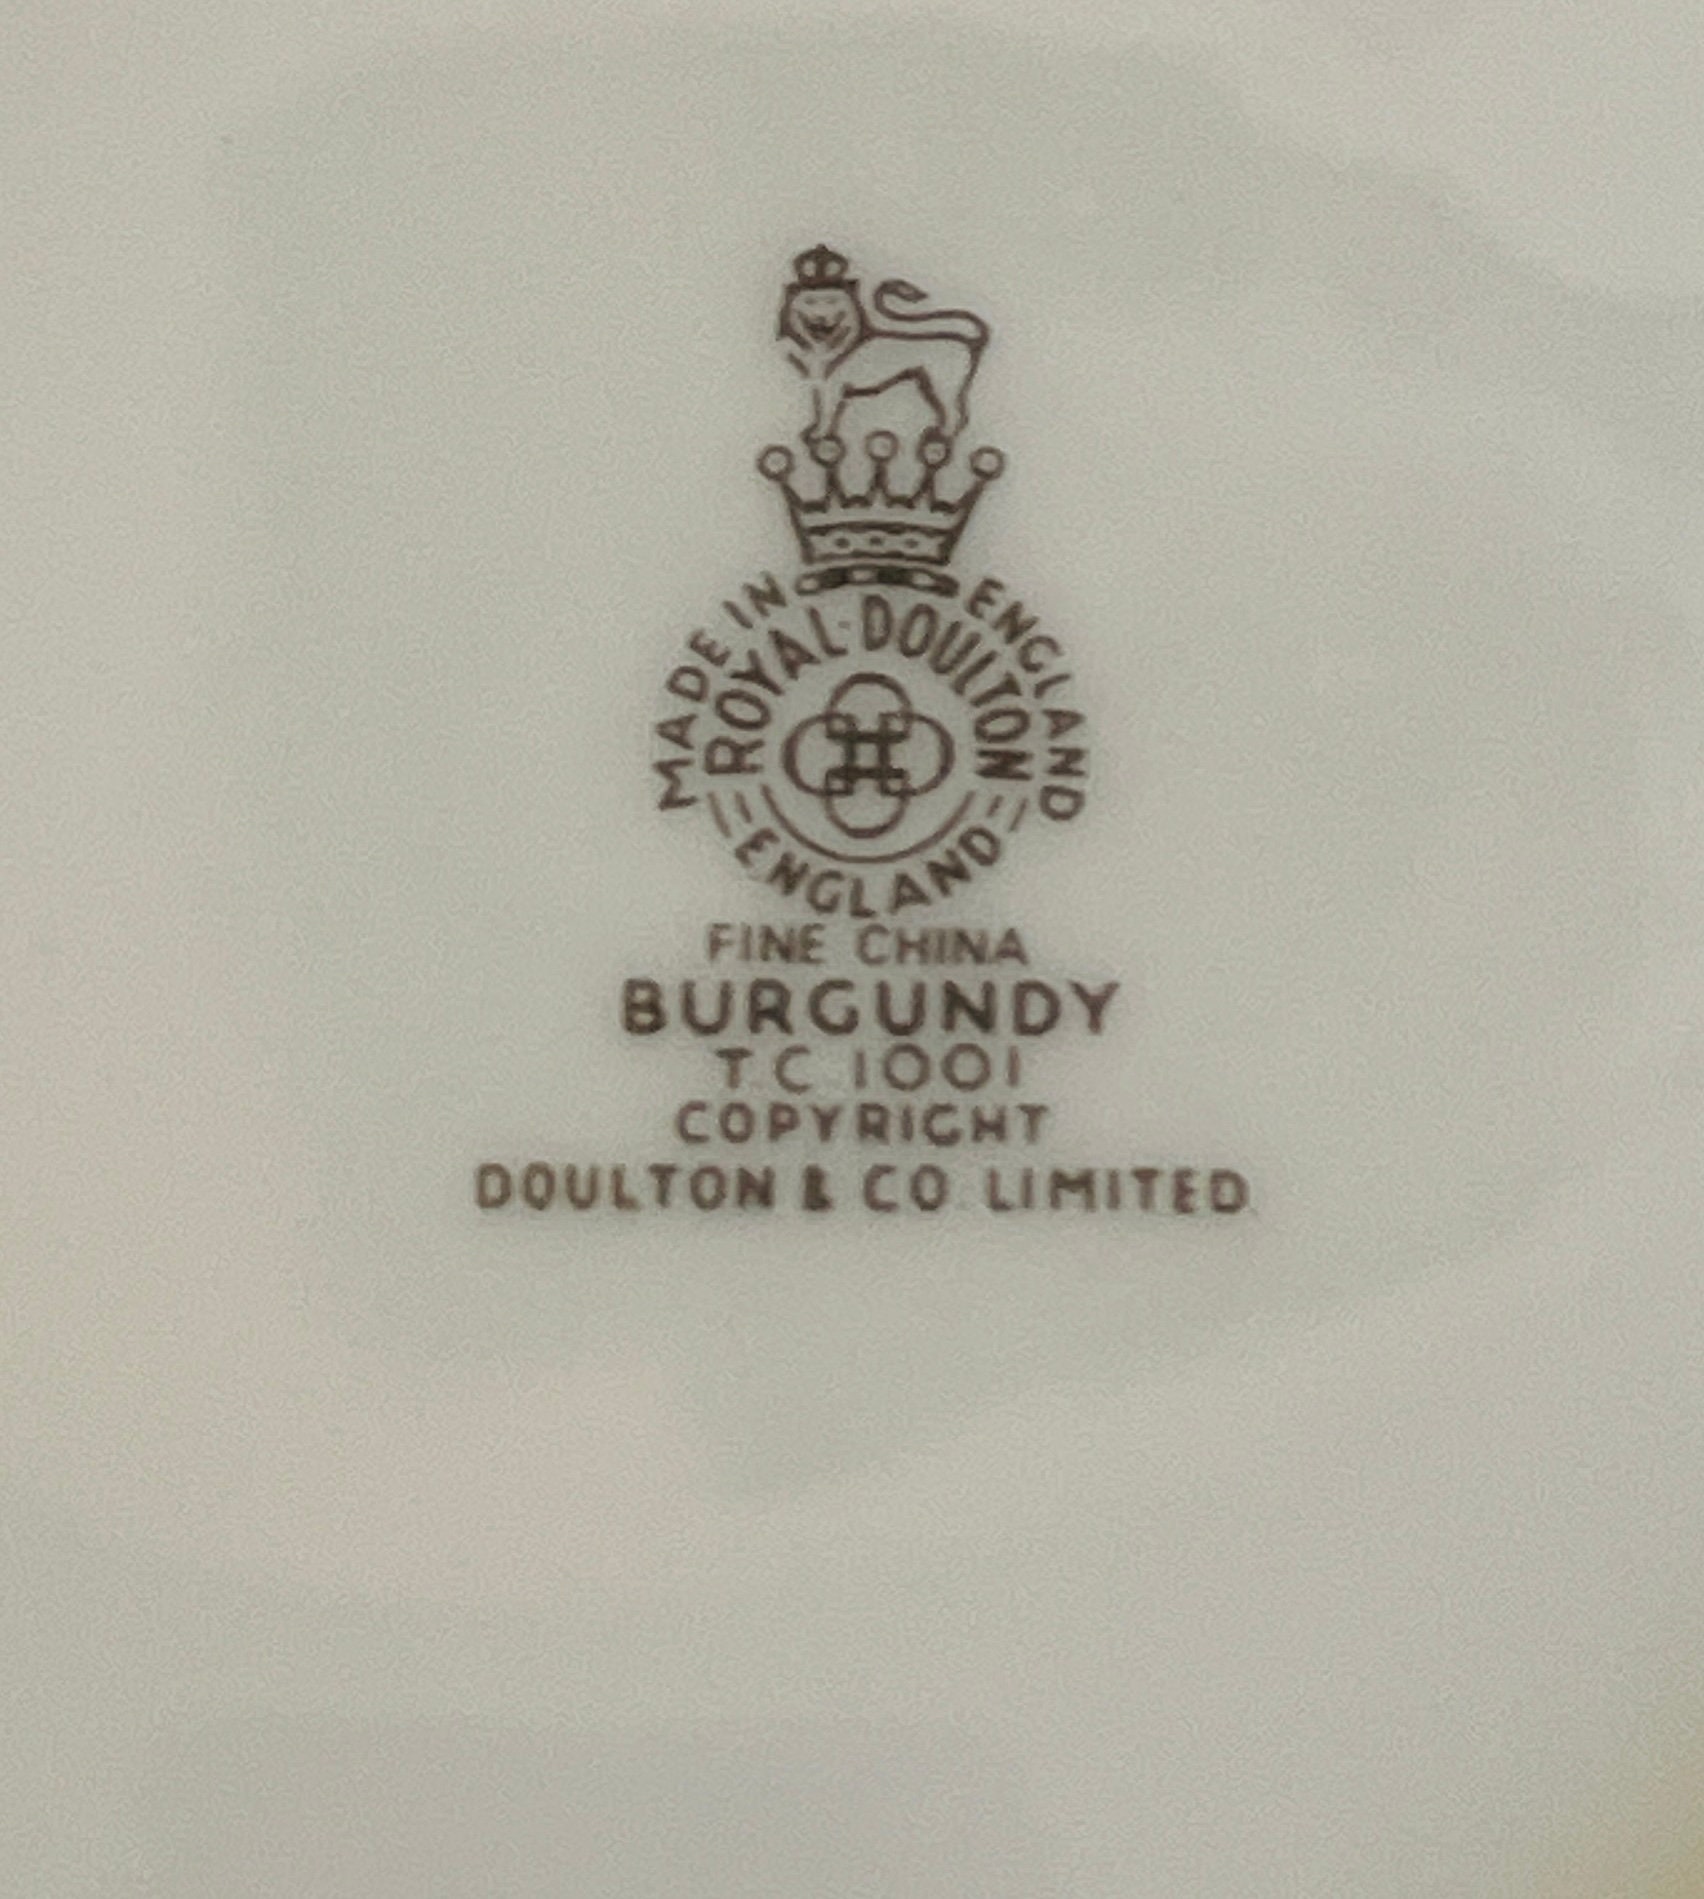 MADE IN ENGLAND
ROYAL·DOULTON
ENGLAND
FINE CHINA
BURGUNDY
T C 1001
COPYRIGHT
DOULTON & CO LIMITED